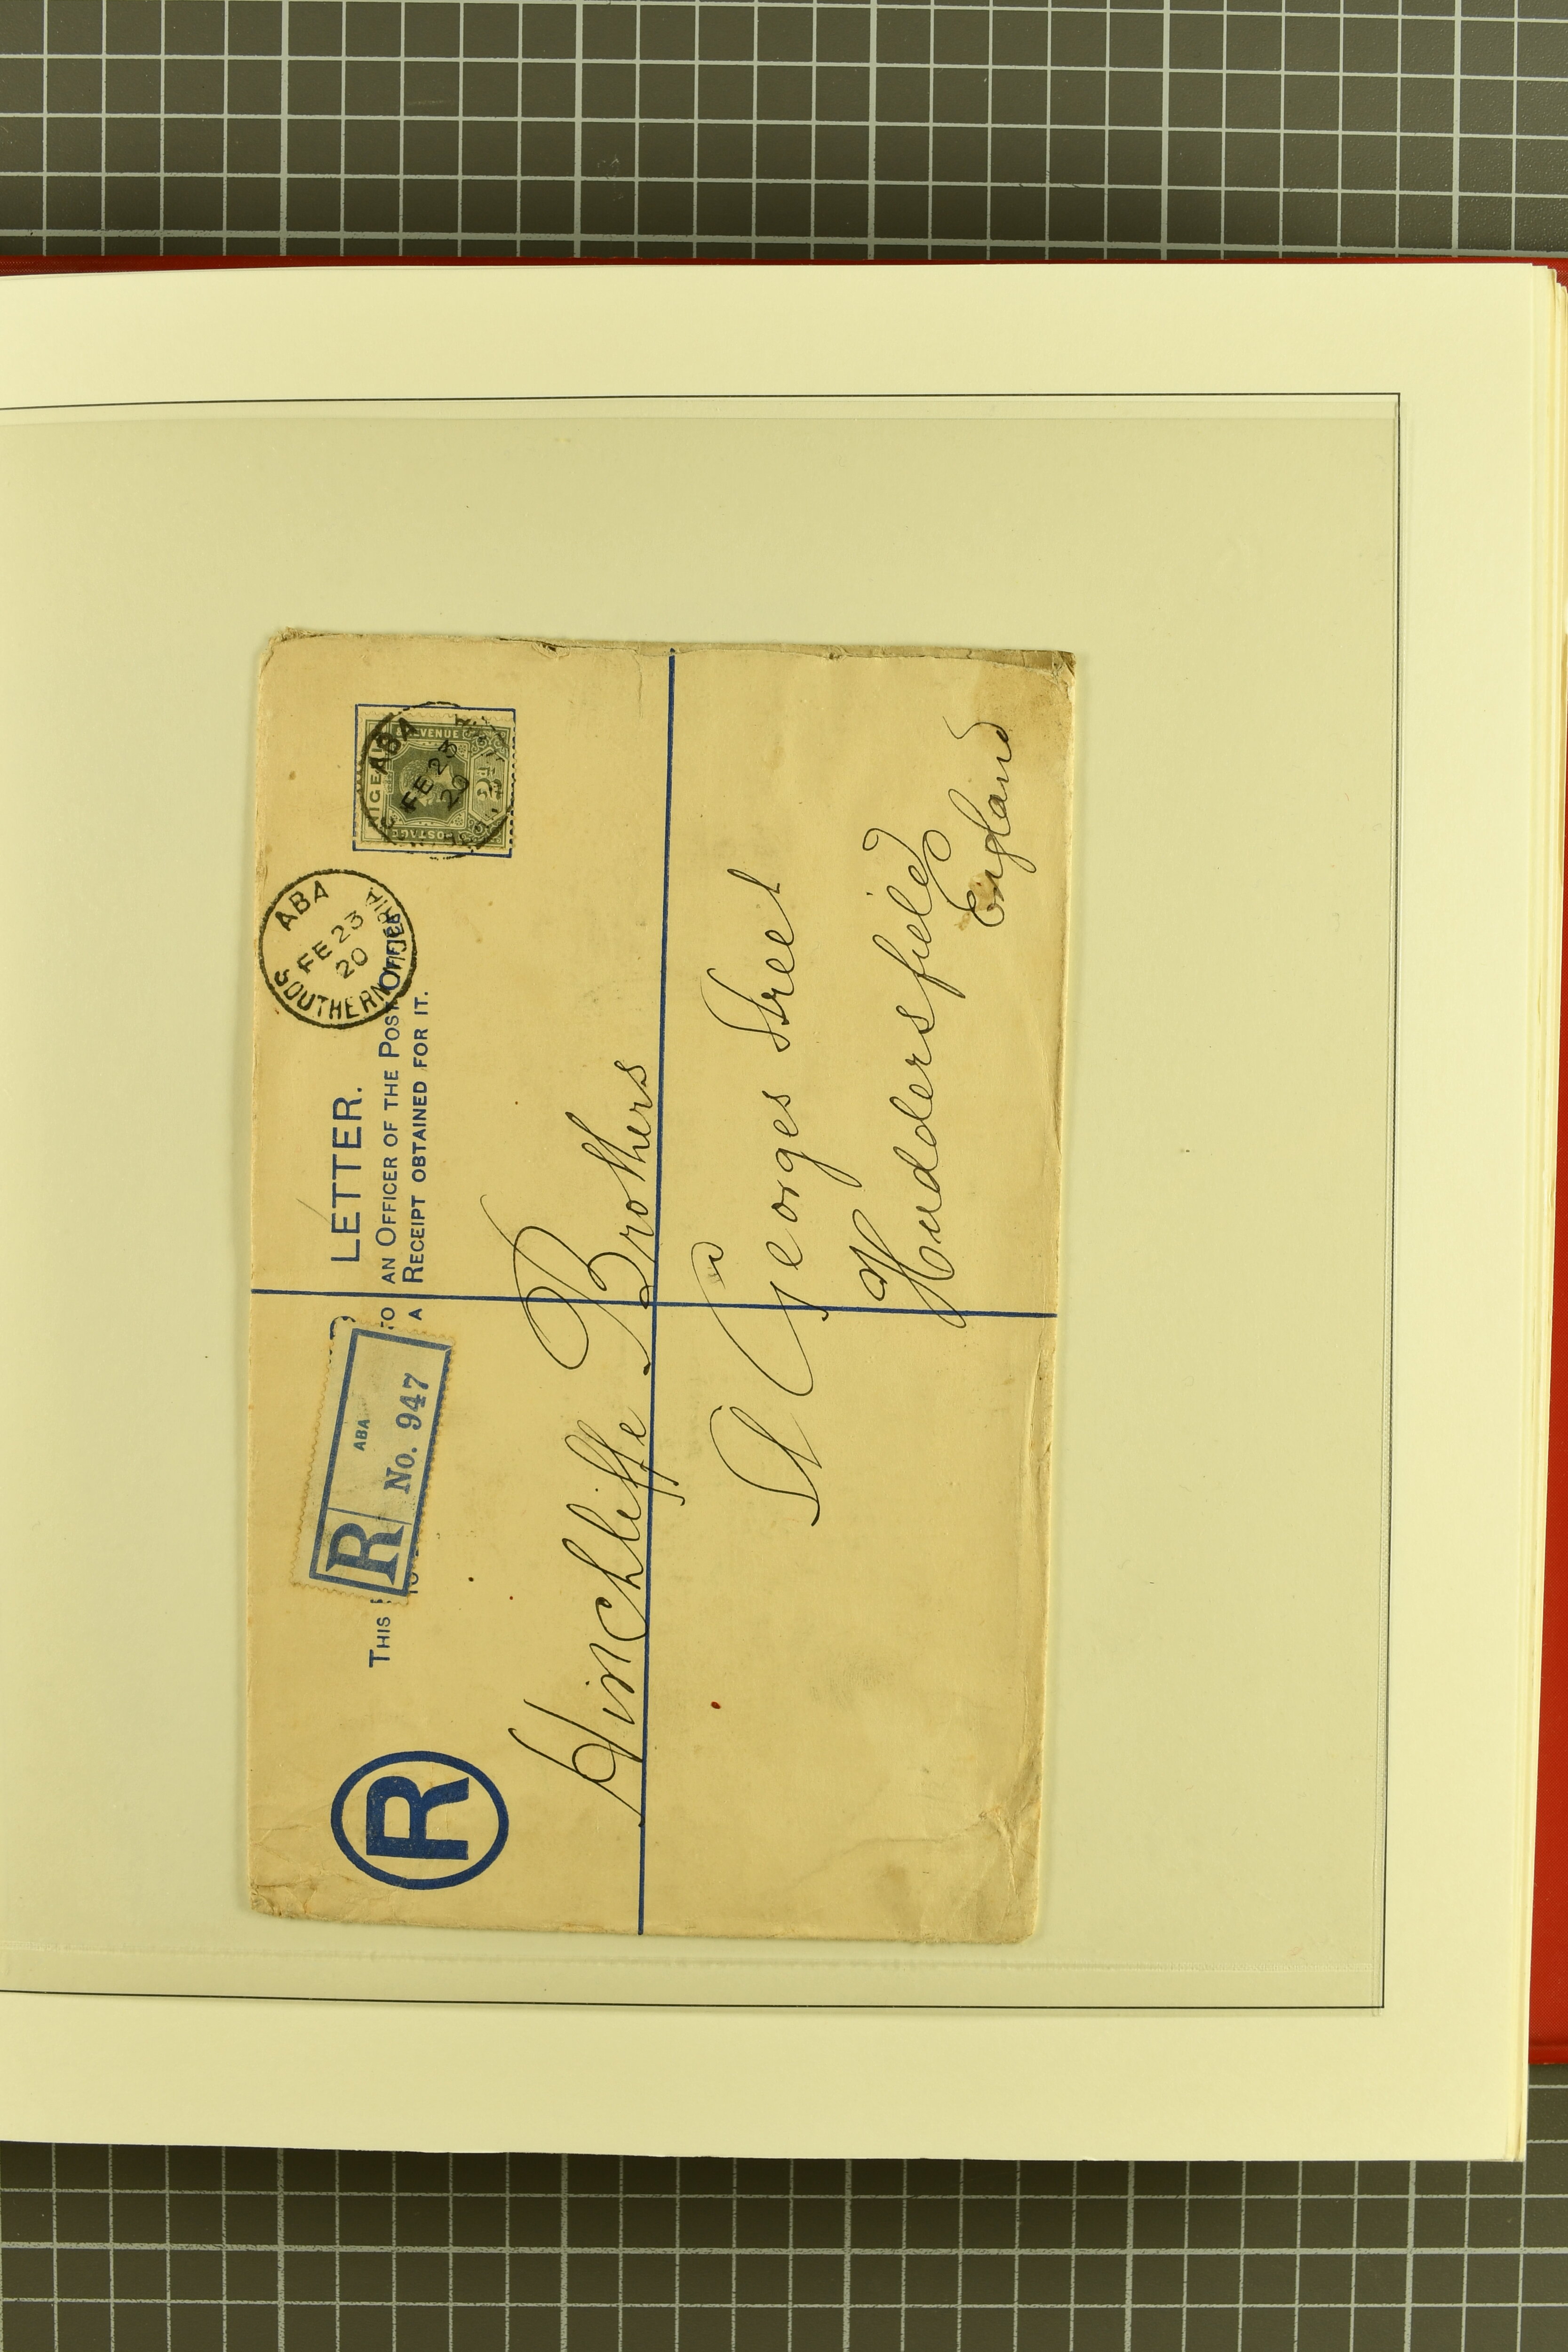 R
LETTER.
THIS
TO AN OFFICER OF THE POST OFFICE
A RECEIPT OBTAINED FOR IT.
R
ABA
No. 947
ABA
FE 23
20
SOUTHERN NIGERIA
NIGERIA
POSTAGE
REVENUE
ABA
FE 23
20
Hinchliffe Brothers
St Georges Street
Huddersfield
England